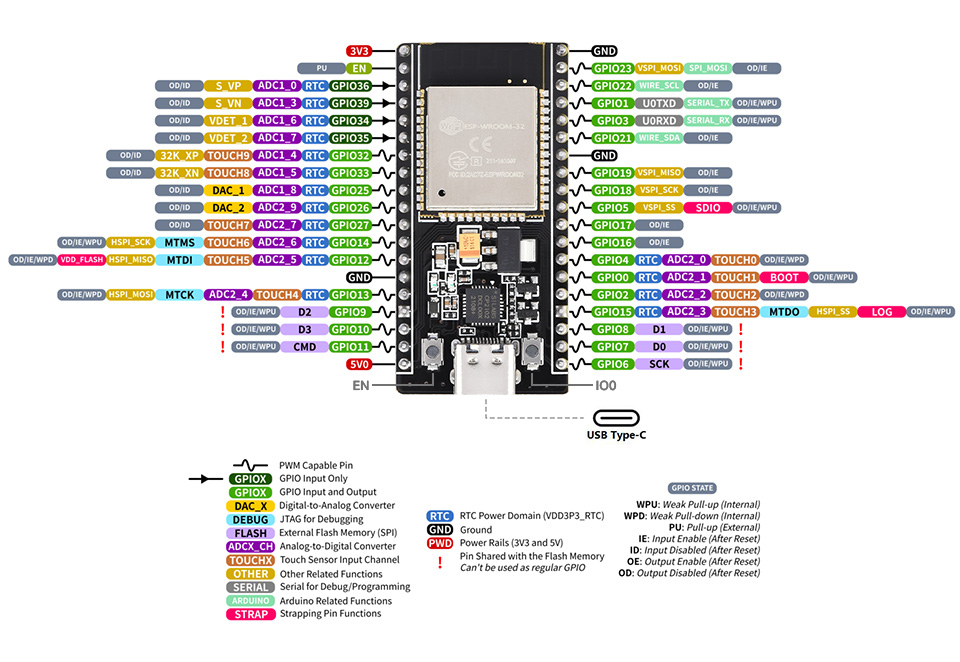 3V3 GND
PU EN GPIO23 VSPI_MOSI SPI_MOSI OD/IE
OD/ID S_VP ADC1_0 RTC GPIO36 GPIO22 WIRE_SCL OD/IE
OD/ID S_VN ADC1_3 RTC GPIO39 GPIO1 U0TXD SERIAL_TX OD/IE/WPU
OD/ID VDET_1 ADC1_6 RTC GPIO34 GPIO3 U0RXD SERIAL_RX OD/IE/WPU
OD/ID VDET_2 ADC1_7 RTC GPIO35 GPIO21 WIRE_SDA OD/IE
OD/ID 32K_XP TOUCH9 ADC1_4 RTC GPIO32 GND
OD/ID 32K_XN TOUCH8 ADC1_5 RTC GPIO33 GPIO19 VSPI_MISO OD/IE
OD/ID DAC_1 ADC1_8 RTC GPIO25 GPIO18 VSPI_SCK OD/IE
OD/ID DAC_2 ADC2_9 RTC GPIO26 GPIO5 VSPI_SS SDIO OD/IE/WPU
OD/ID TOUCH7 ADC2_7 RTC GPIO27 GPIO17 OD/IE
OD/IE/WPU HSPI_SCK MTMS TOUCH6 ADC2_6 RTC GPIO14 GPIO16 OD/IE
OD/IE/WPD VDD_FLASH HSPI_MISO MTDI TOUCH5 ADC2_5 RTC GPIO12 GPIO4 RTC ADC2_0 TOUCH0 OD/IE/WPD
GND GPIO0 RTC ADC2_1 TOUCH1 BOOT OD/IE/WPU
OD/IE/WPD HSPI_MOSI MTCK ADC2_4 TOUCH4 RTC GPIO13 GPIO2 RTC ADC2_2 TOUCH2 OD/IE/WPD
! OD/IE/WPU D2 GPIO9 GPIO15 RTC ADC2_3 TOUCH3 MTDO HSPI_SS LOG OD/IE/WPU
! OD/IE/WPU D3 GPIO10 GPIO8 D1 OD/IE/WPU !
! OD/IE/WPU CMD GPIO11 GPIO7 D0 OD/IE/WPU !
5V0 GPIO6 SCK OD/IE/WPU !
ESP-WROOM-32
EN IO0
USB Type-C
PWM Capable Pin
GPIOX GPIO Input Only
GPIOX GPIO Input and Output
DAC_X Digital-to-Analog Converter
DEBUG JTAG for Debugging
FLASH External Flash Memory (SPI)
ADCX_CH Analog-to-Digital Converter
TOUCHX Touch Sensor Input Channel
OTHER Other Related Functions
SERIAL Serial for Debug/Programming
ARDUINO Arduino Related Functions
STRAP Strapping Pin Functions
RTC RTC Power Domain (VDD3P3_RTC)
GND Ground
PWD Power Rails (3V3 and 5V)
! Pin Shared with the Flash Memory
Can't be used as regular GPIO
GPIO STATE
WPU: Weak Pull-up (Internal)
WPD: Weak Pull-down (Internal)
PU: Pull-up (External)
IE: Input Enable (After Reset)
ID: Input Disabled (After Reset)
OE: Output Enable (After Reset)
OD: Output Disabled (After Reset)